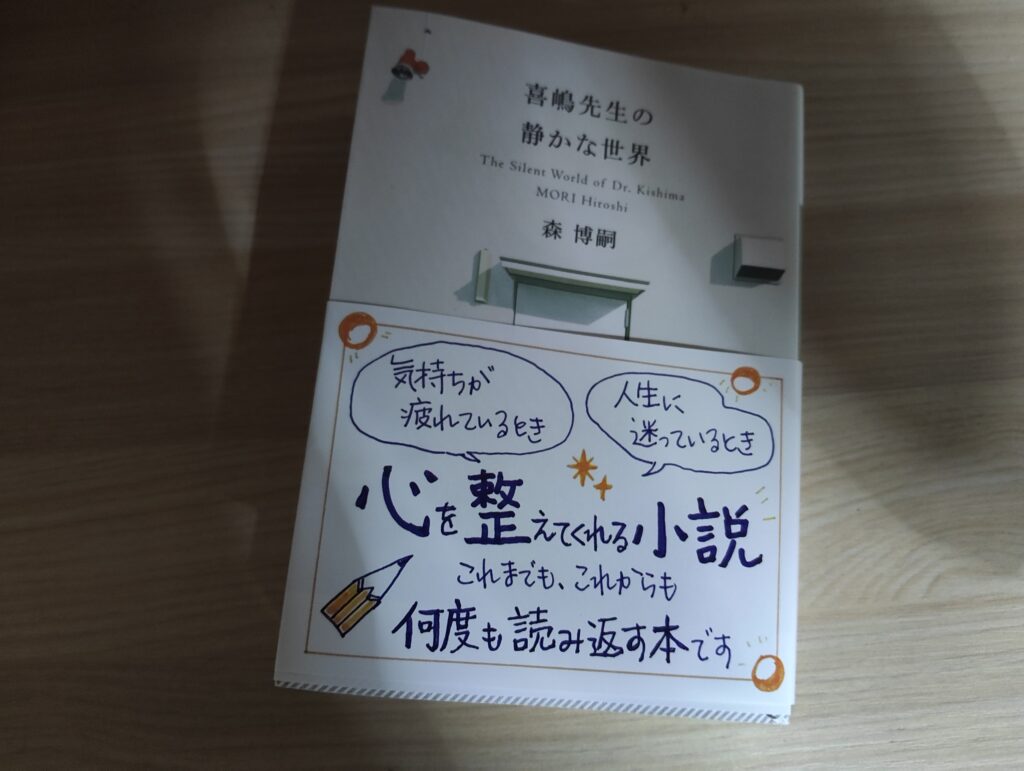 喜嶋先生の
静かな世界
The Silent World of Dr. Kishima
MORI Hiroshi
森 博嗣
気持ちが
疲れているとき
人生に
迷っているとき
心を整えてくれる小説
これまでも、これからも
何度も読み返す本です